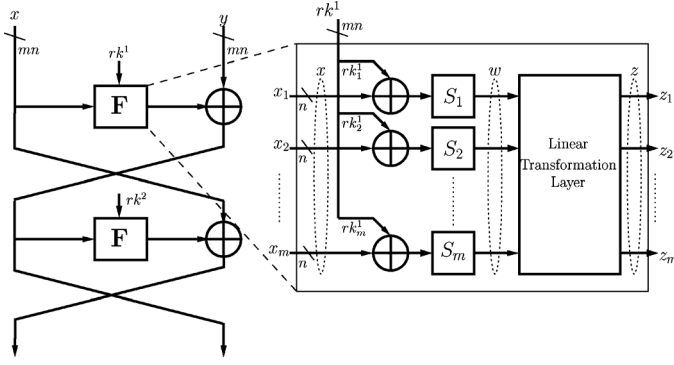 x
y
mn
mn
rk^1
F
rk^2
F
rk^1
mn
x
rk_1^1
x_1
n
S_1
w
z
z_1
rk_2^1
x_2
n
S_2
Linear
Transformation
Layer
z_2
rk_m^1
x_m
n
S_m
z_m